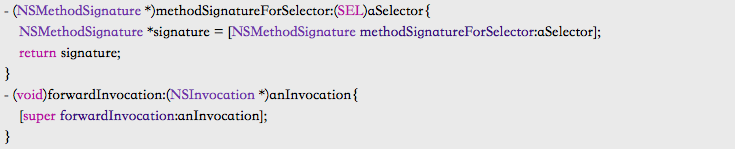 - (NSMethodSignature *)methodSignatureForSelector:(SEL)aSelector{
NSMethodSignature *signature = [NSMethodSignature methodSignatureForSelector:aSelector];
return signature;
}
- (void)forwardInvocation:(NSInvocation *)anInvocation{
[super forwardInvocation:anInvocation];
}